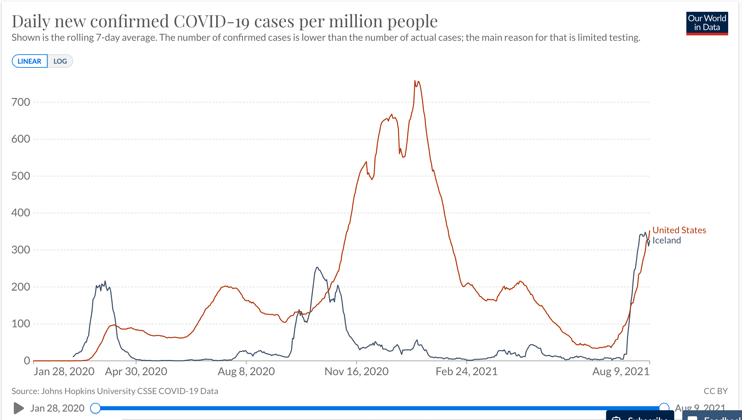 Daily new confirmed COVID-19 cases per million people
Shown is the rolling 7-day average. The number of confirmed cases is lower than the number of actual cases; the main reason for that is limited testing.
Our World
in Data
LINEAR LOG
700
600
500
400
300
200
100
0
United States
Iceland
Jan 28, 2020 Apr 30, 2020 Aug 8, 2020 Nov 16, 2020 Feb 24, 2021 Aug 9, 2021
Source: Johns Hopkins University CSSE COVID-19 Data CC BY
Jan 28, 2020 Aug 9, 2021